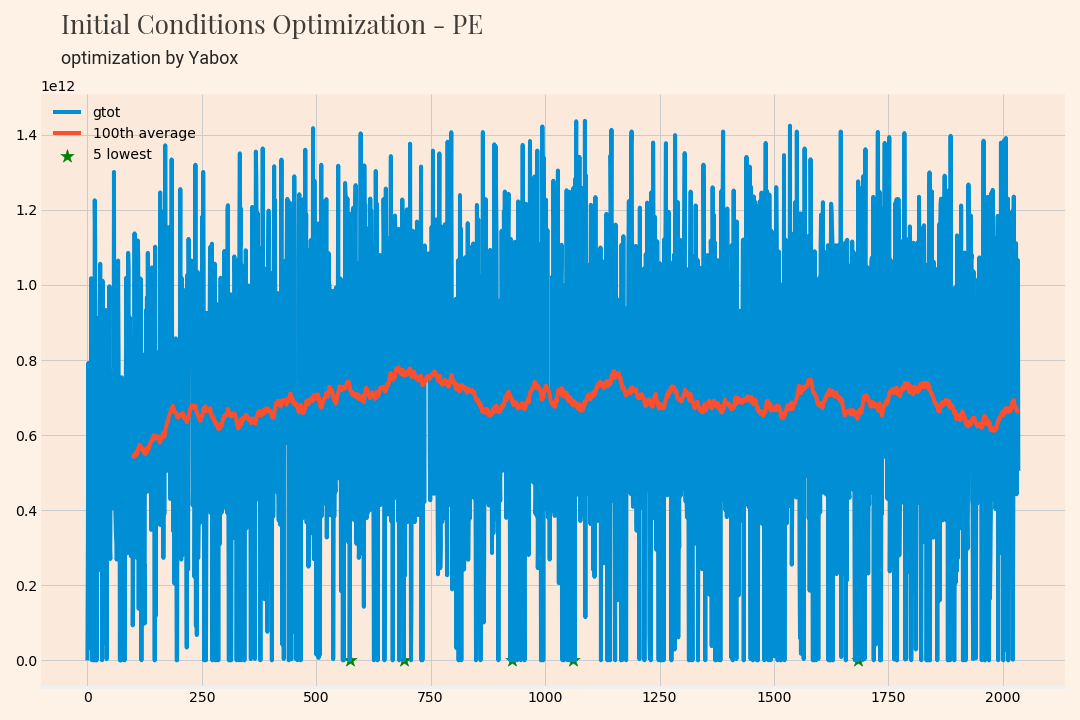 Initial Conditions Optimization - PE
optimization by Yabox
1e12
gtot
100th average
5 lowest
1.4
1.2
1.0
0.8
0.6
0.4
0.2
0.0
0 250 500 750 1000 1250 1500 1750 2000